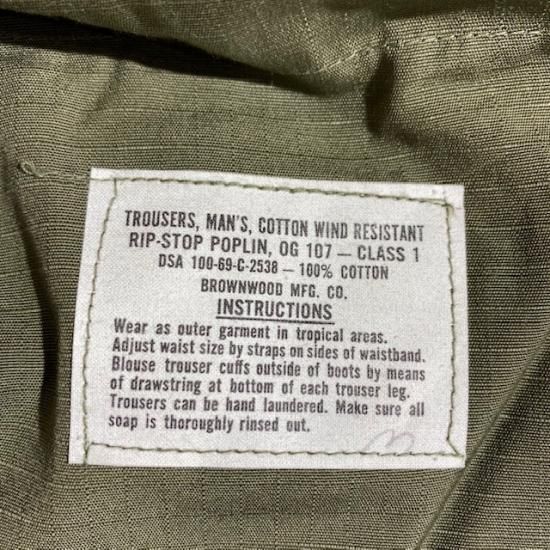 TROUSERS, MAN'S, COTTON WIND RESISTANT
RIP-STOP POPLIN, OG 107 — CLASS 1
DSA 100-69-C-2538 — 100% COTTON
BROWNWOOD MFG. CO.
INSTRUCTIONS
Wear as outer garment in tropical areas.
Adjust waist size by straps on sides of waistband.
Blouse trouser cuffs outside of boots by means
of drawstring at bottom of each trouser leg.
Trousers can be hand laundered. Make sure all
soap is thoroughly rinsed out.